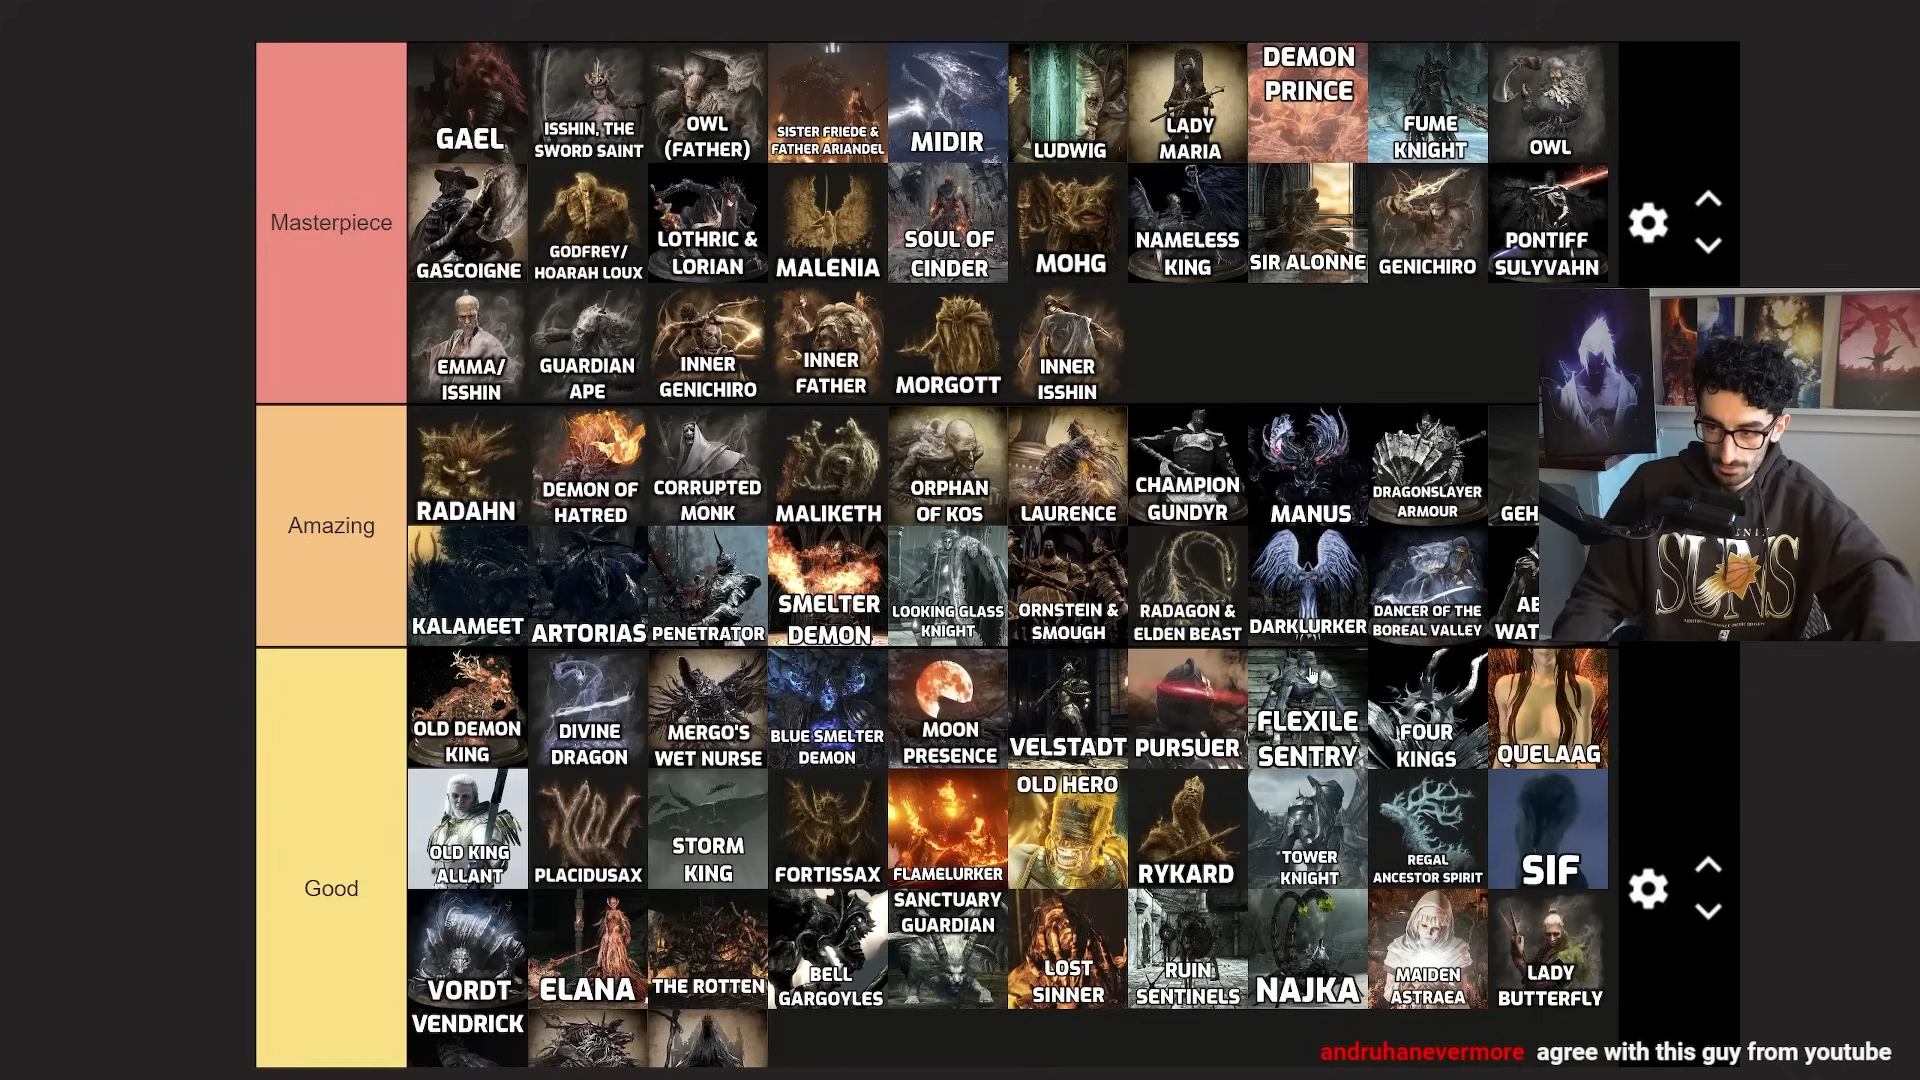 Masterpiece
GAEL
ISSHIN, THE
SWORD SAINT
OWL
(FATHER)
SISTER FRIEDE &
FATHER ARIANDEL
MIDIR
LUDWIG
LADY
MARIA
DEMON
PRINCE
FUME
KNIGHT
OWL
GASCOIGNE
GODFREY/
HOARAH LOUX
LOTHRIC &
LORIAN
MALENIA
SOUL OF
CINDER
MOHG
NAMELESS
KING
SIR ALONNE
GENICHIRO
PONTIFF
SULYVAHN
EMMA/
ISSHIN
GUARDIAN
APE
INNER
GENICHIRO
INNER
FATHER
MORGOTT
INNER
ISSHIN
Amazing
RADAHN
DEMON OF
HATRED
CORRUPTED
MONK
MALIKETH
ORPHAN
OF KOS
LAURENCE
CHAMPION
GUNDYR
MANUS
DRAGONSLAYER
ARMOUR
GEH
KALAMEET
ARTORIAS
PENETRATOR
SMELTER
DEMON
LOOKING GLASS
KNIGHT
ORNSTEIN &
SMOUGH
RADAGON &
ELDEN BEAST
DARKLURKER
DANCER OF THE
BOREAL VALLEY
AB
WAT
SUNS
Good
OLD DEMON
KING
DIVINE
DRAGON
MERGO'S
WET NURSE
BLUE SMELTER
DEMON
MOON
PRESENCE
VELSTADT
PURSUER
FLEXILE
SENTRY
FOUR
KINGS
QUELAAG
OLD KING
ALLANT
PLACIDUSAX
STORM
KING
FORTISSAX
FLAMELURKER
OLD HERO
RYKARD
TOWER
KNIGHT
REGAL
ANCESTOR SPIRIT
SIF
VORDT
ELANA
THE ROTTEN
BELL
GARGOYLES
SANCTUARY
GUARDIAN
LOST
SINNER
RUIN
SENTINELS
NAJKA
MAIDEN
ASTRAEA
LADY
BUTTERFLY
VENDRICK
andruhanevermore agree with this guy from youtube